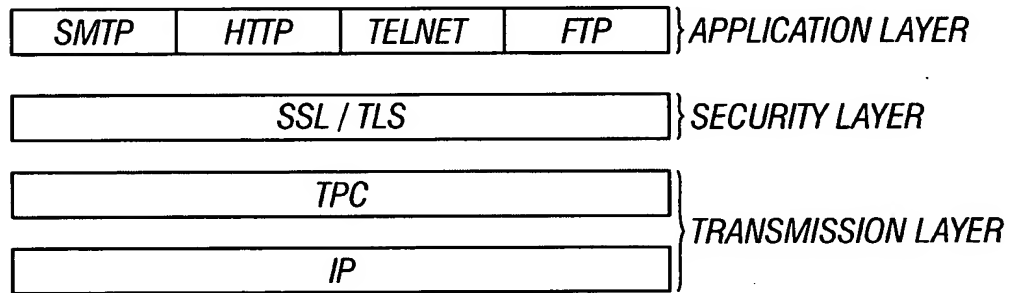 SMTP HTTP TELNET FTP APPLICATION LAYER
SSL / TLS SECURITY LAYER
TPC
TRANSMISSION LAYER
IP